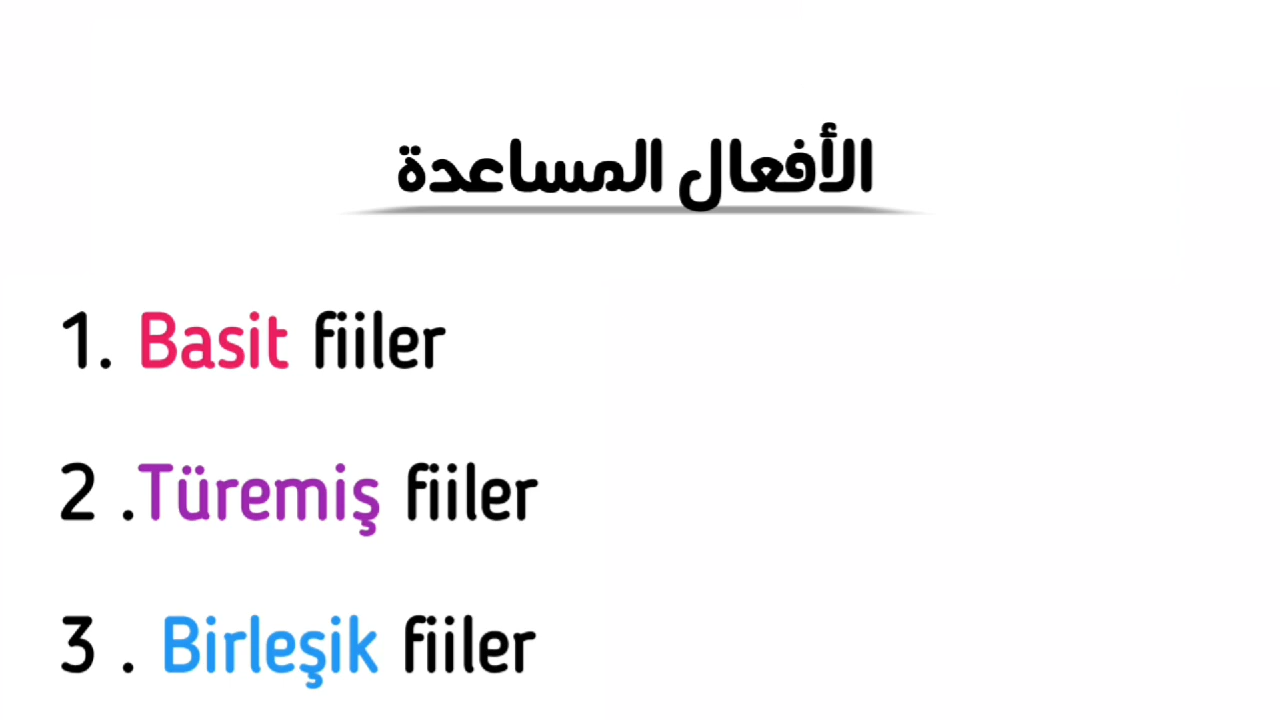 الأفعال المساعدة
1. Basit fiiler
2 .Türemiş fiiler
3 . Birleşik fiiler